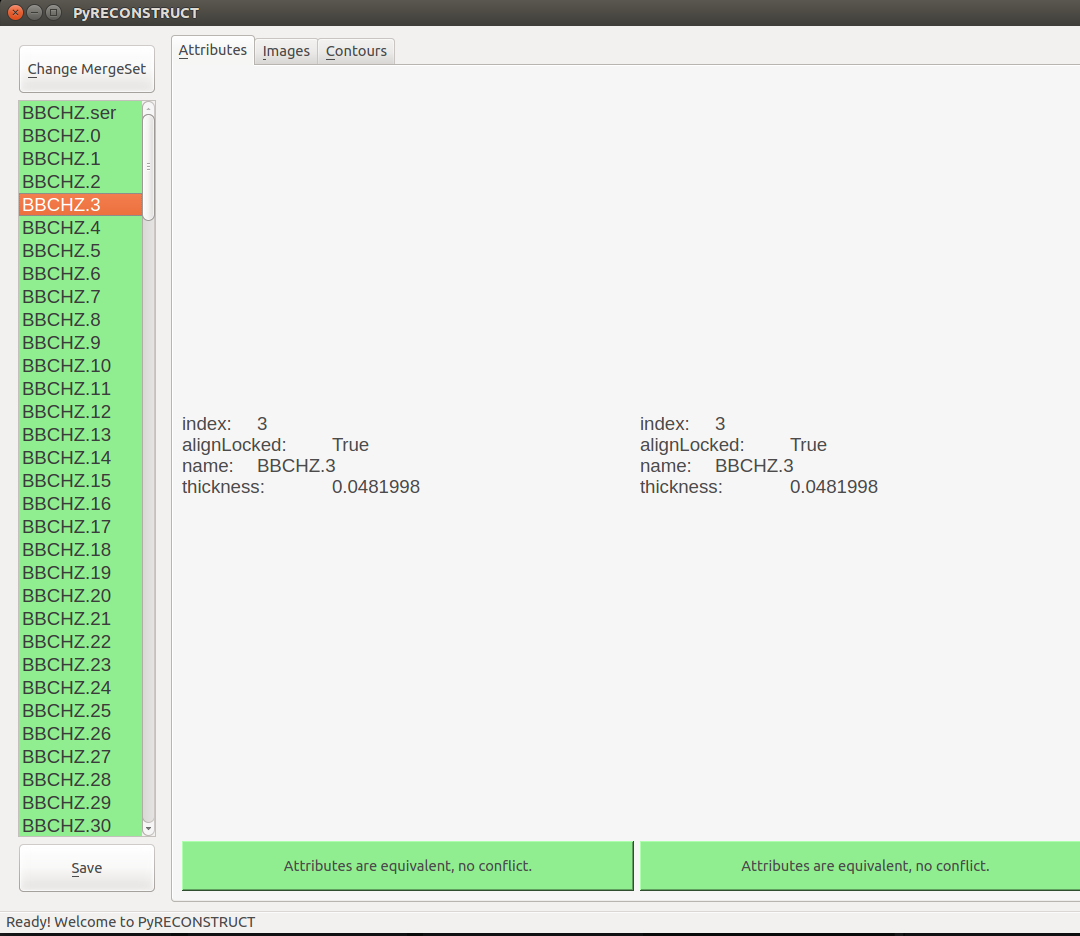 PyRECONSTRUCT
Attributes Images Contours
Change MergeSet
BBCHZ.ser
BBCHZ.0
BBCHZ.1
BBCHZ.2
BBCHZ.3
BBCHZ.4
BBCHZ.5
BBCHZ.6
BBCHZ.7
BBCHZ.8
BBCHZ.9
BBCHZ.10
BBCHZ.11
BBCHZ.12
BBCHZ.13
BBCHZ.14
BBCHZ.15
BBCHZ.16
BBCHZ.17
BBCHZ.18
BBCHZ.19
BBCHZ.20
BBCHZ.21
BBCHZ.22
BBCHZ.23
BBCHZ.24
BBCHZ.25
BBCHZ.26
BBCHZ.27
BBCHZ.28
BBCHZ.29
BBCHZ.30
Save
index: 3
alignLocked: True
name: BBCHZ.3
thickness: 0.0481998
Attributes are equivalent, no conflict.
index: 3
alignLocked: True
name: BBCHZ.3
thickness: 0.0481998
Attributes are equivalent, no conflict.
Ready! Welcome to PyRECONSTRUCT